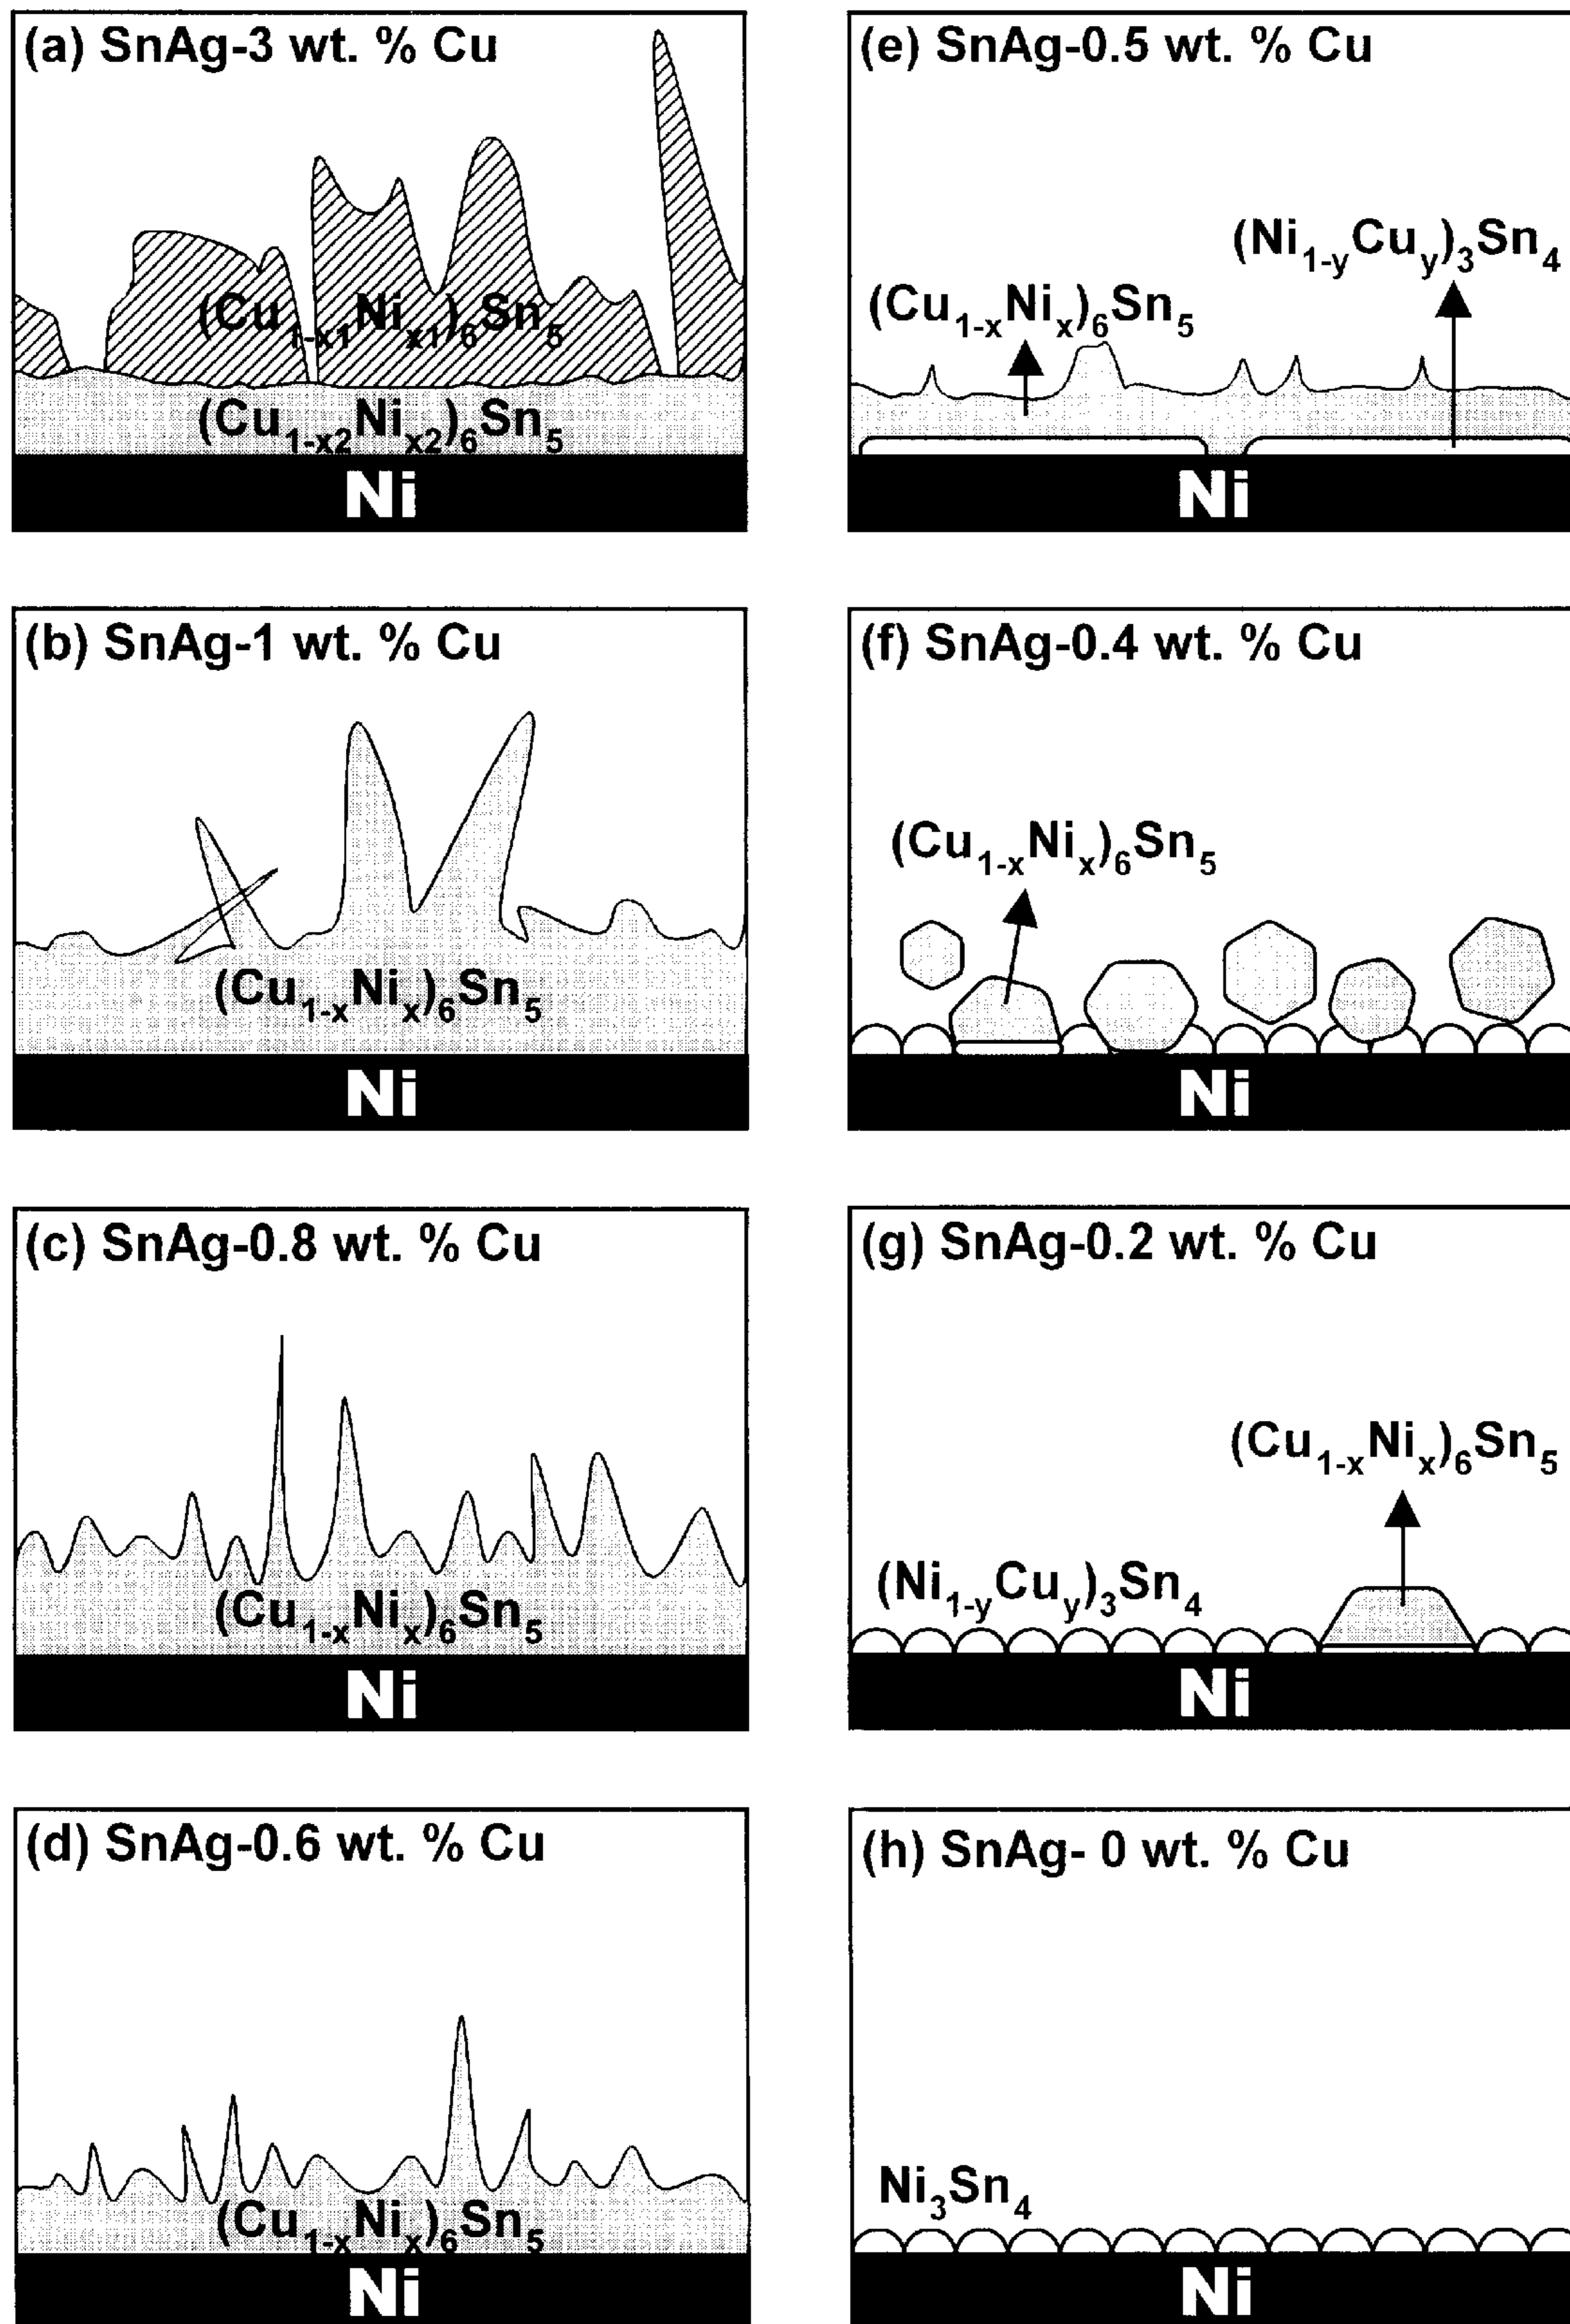 (a) SnAg-3 wt. % Cu
(Cu1-x1Nix1)6Sn5
(Cu1-x2Nix2)6Sn5
Ni
(b) SnAg-1 wt. % Cu
(Cu1-xNix)6Sn5
Ni
(c) SnAg-0.8 wt. % Cu
(Cu1-xNix)6Sn5
Ni
(d) SnAg-0.6 wt. % Cu
(Cu1-xNix)6Sn5
Ni
(e) SnAg-0.5 wt. % Cu
(Ni1-yCuy)3Sn4
(Cu1-xNix)6Sn5
Ni
(f) SnAg-0.4 wt. % Cu
(Cu1-xNix)6Sn5
Ni
(g) SnAg-0.2 wt. % Cu
(Cu1-xNix)6Sn5
(Ni1-yCuy)3Sn4
Ni
(h) SnAg- 0 wt. % Cu
Ni3Sn4
Ni